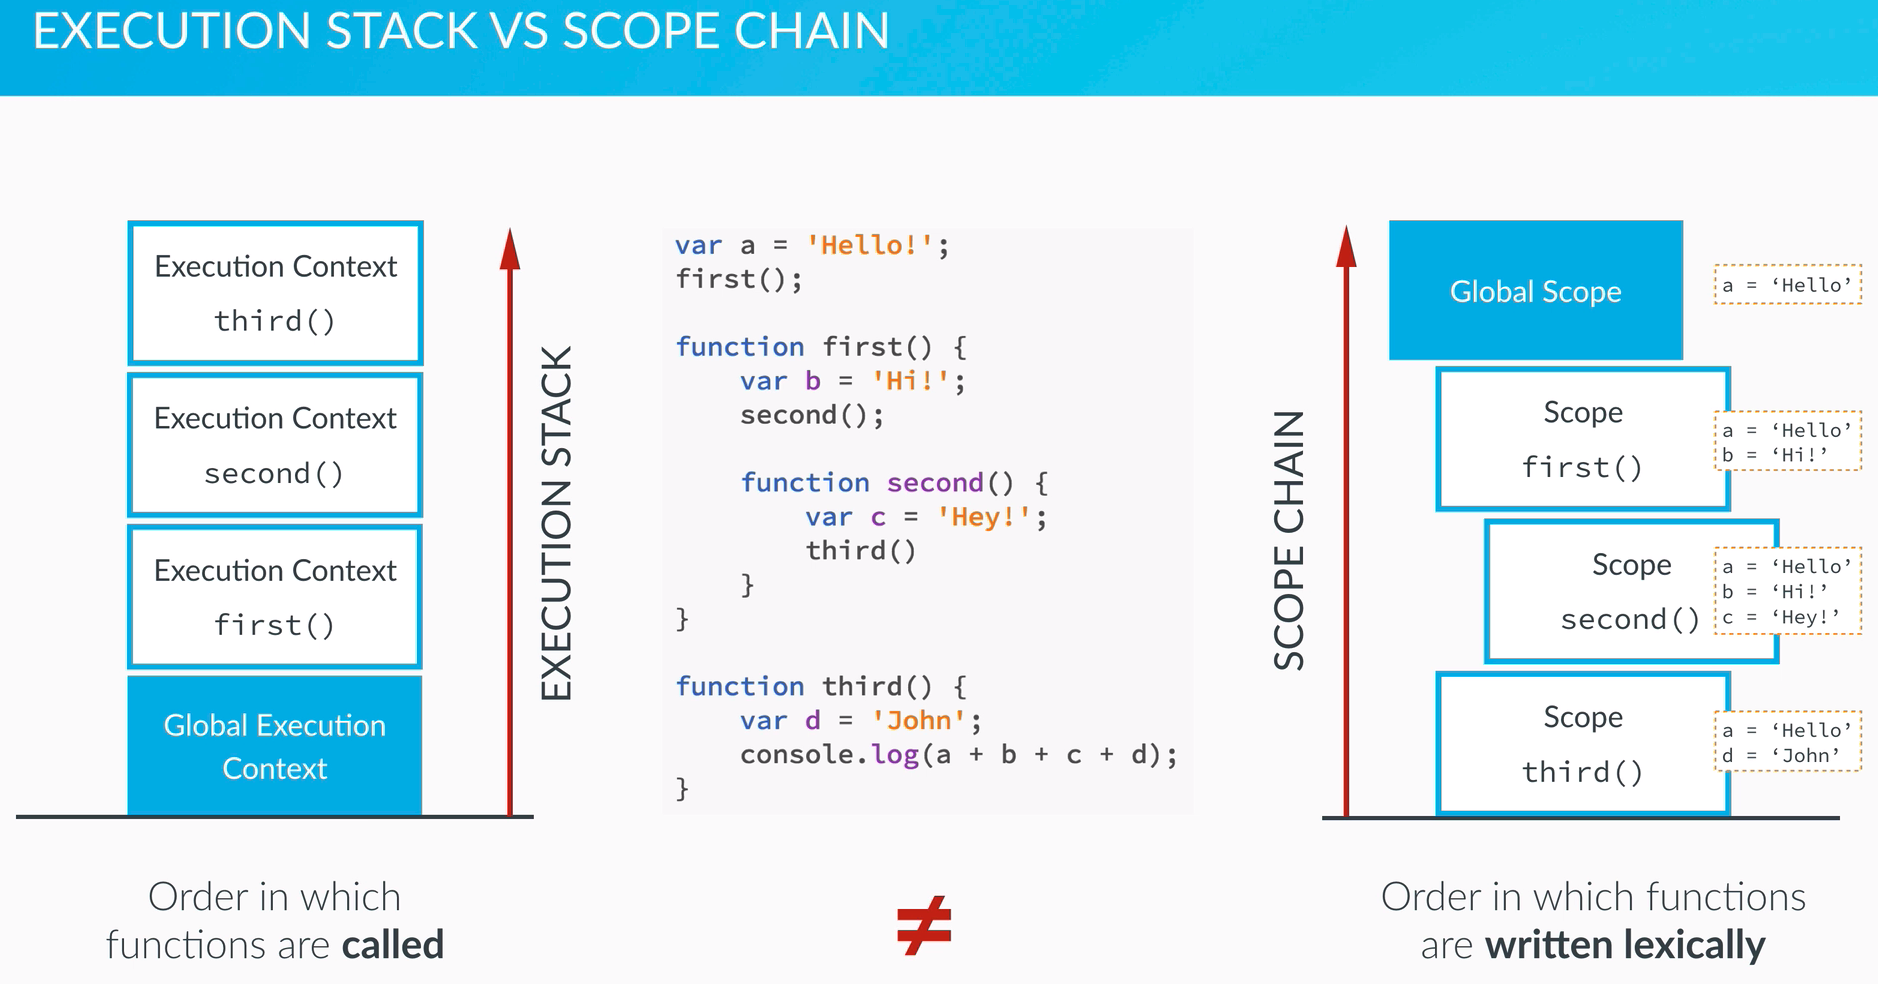 EXECUTION STACK VS SCOPE CHAIN
Execution Context
third()
Execution Context
second()
Execution Context
first()
Global Execution
Context
EXECUTION STACK
Order in which
functions are called
var a = 'Hello!';
first();
function first() {
var b = 'Hi!';
second();
function second() {
var c = 'Hey!';
third()
}
}
function third() {
var d = 'John';
console.log(a + b + c + d);
}
≠
SCOPE CHAIN
Global Scope
a = ‘Hello’
Scope
first()
a = ‘Hello’
b = ‘Hi!’
Scope
second()
a = ‘Hello’
b = ‘Hi!’
c = ‘Hey!’
Scope
third()
a = ‘Hello’
d = ‘John’
Order in which functions
are written lexically